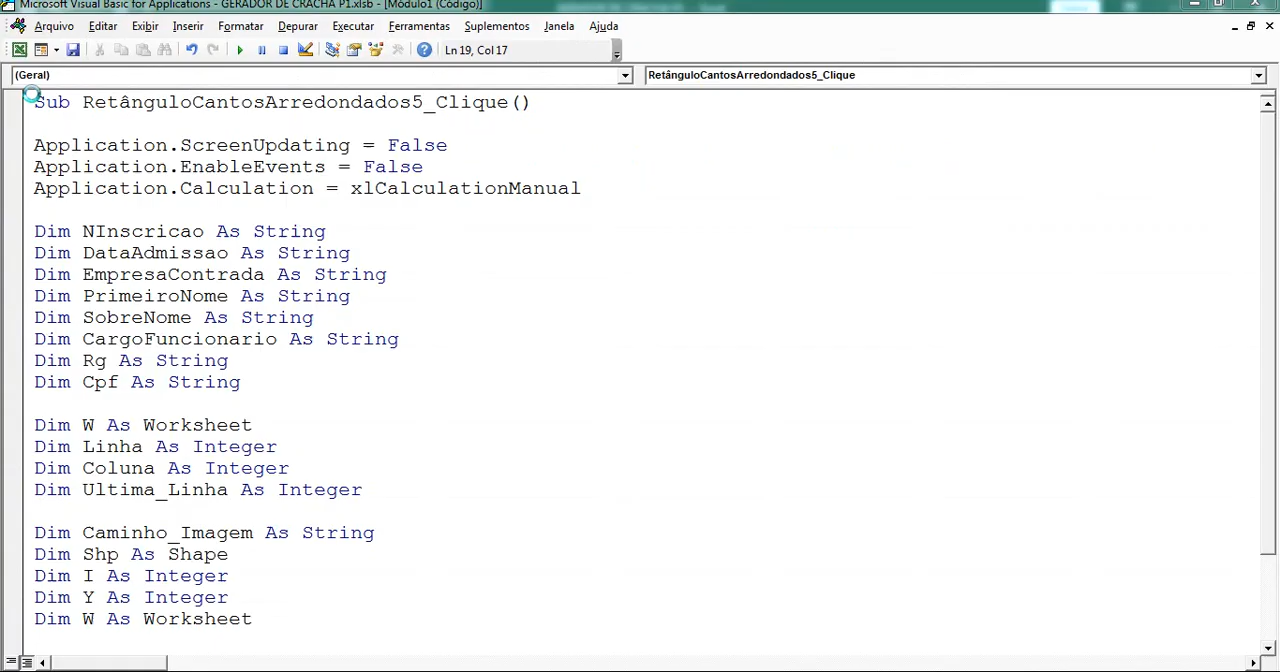 Microsoft Visual Basic for Applications - GERADOR DE CRACHA P1.xlsb - [Módulo1 (Código)]
Arquivo Editar Exibir Inserir Formatar Depurar Executar Ferramentas Suplementos Janela Ajuda
Ln 19, Col 17
(Geral) RetânguloCantosArredondados5_Clique
Sub RetânguloCantosArredondados5_Clique()
Application.ScreenUpdating = False
Application.EnableEvents = False
Application.Calculation = xlCalculationManual
Dim NInscricao As String
Dim DataAdmissao As String
Dim EmpresaContrada As String
Dim PrimeiroNome As String
Dim SobreNome As String
Dim CargoFuncionario As String
Dim Rg As String
Dim Cpf As String
Dim W As Worksheet
Dim Linha As Integer
Dim Coluna As Integer
Dim Ultima_Linha As Integer
Dim Caminho_Imagem As String
Dim Shp As Shape
Dim I As Integer
Dim Y As Integer
Dim W As Worksheet